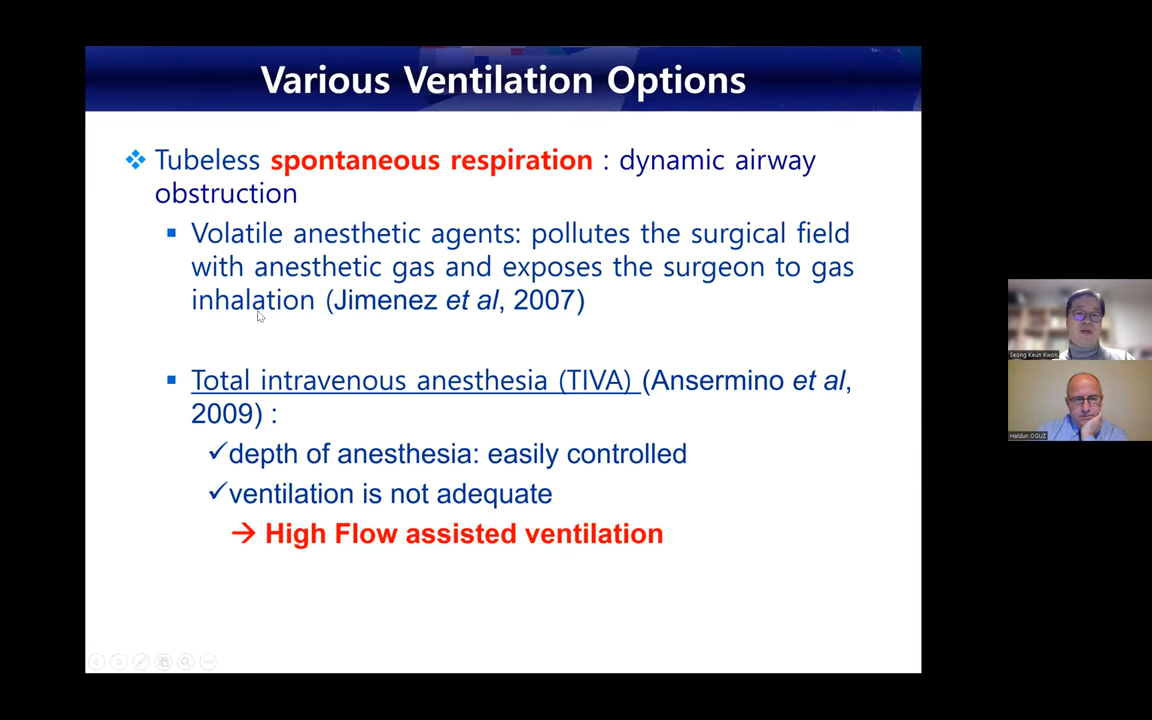 Various Ventilation Options
❖ Tubeless spontaneous respiration : dynamic airway
obstruction
▪ Volatile anesthetic agents: pollutes the surgical field
with anesthetic gas and exposes the surgeon to gas
inhalation (Jimenez et al, 2007)
▪ Total intravenous anesthesia (TIVA) (Ansermino et al,
2009) :
✓depth of anesthesia: easily controlled
✓ventilation is not adequate
→ High Flow assisted ventilation
Seong Keun Kwon
Haldun OGUZ